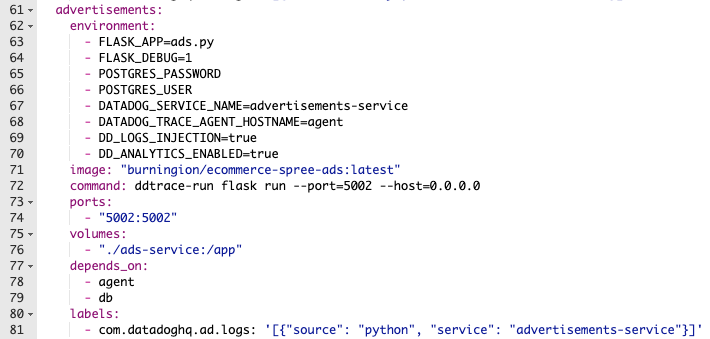 61 advertisements:
62 environment:
63 - FLASK_APP=ads.py
64 - FLASK_DEBUG=1
65 - POSTGRES_PASSWORD
66 - POSTGRES_USER
67 - DATADOG_SERVICE_NAME=advertisements-service
68 - DATADOG_TRACE_AGENT_HOSTNAME=agent
69 - DD_LOGS_INJECTION=true
70 - DD_ANALYTICS_ENABLED=true
71 image: "burningion/ecommerce-spree-ads:latest"
72 command: ddtrace-run flask run --port=5002 --host=0.0.0.0
73 ports:
74 - "5002:5002"
75 volumes:
76 - "./ads-service:/app"
77 depends_on:
78 - agent
79 - db
80 labels:
81 - com.datadoghq.ad.logs: '[{"source": "python", "service": "advertisements-service"}]'